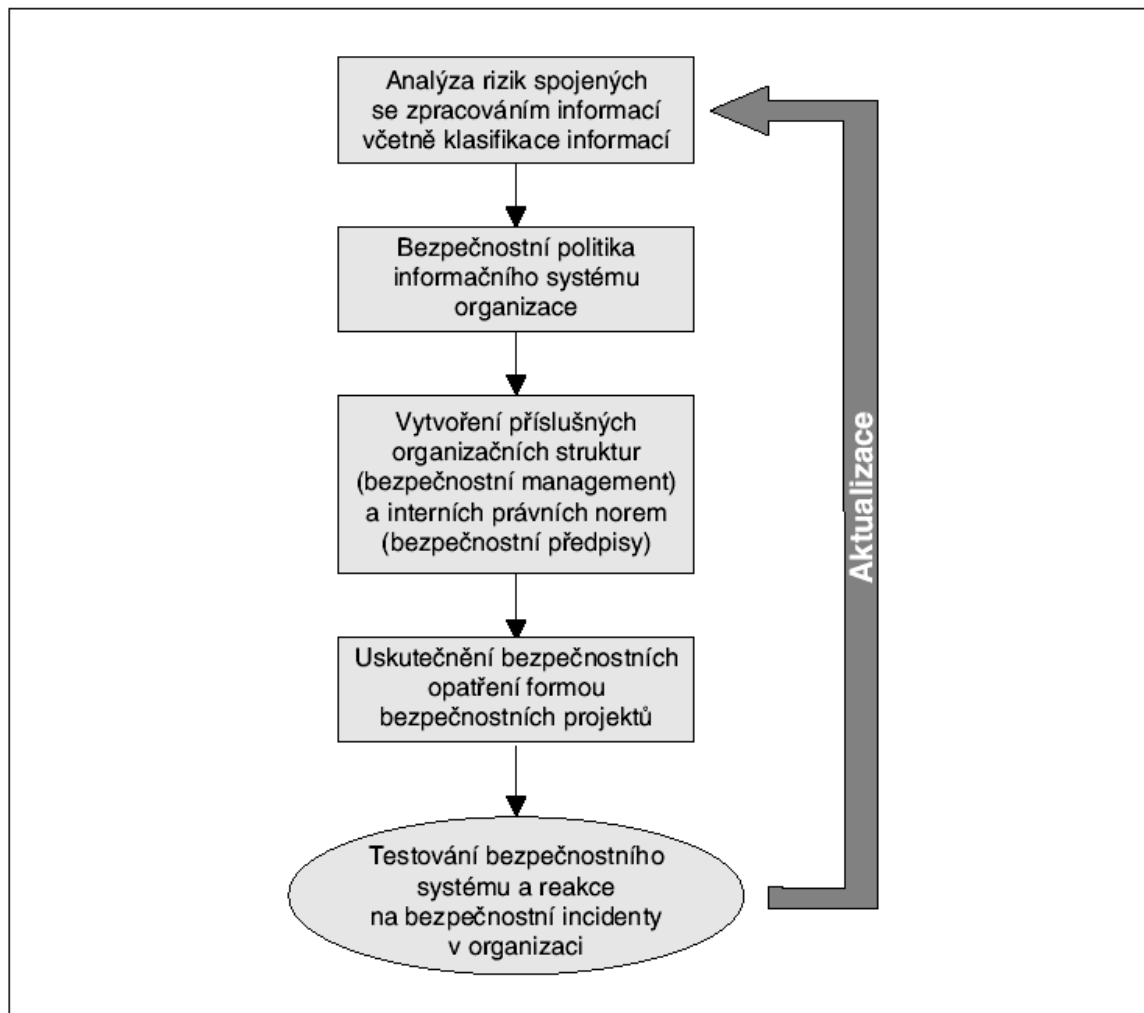 Analýza rizik spojených
se zpracováním informací
včetně klasifikace informací
Bezpečnostní politika
informačního systému
organizace
Vytvoření příslušných
organizačních struktur
(bezpečnostní management)
a interních právních norem
(bezpečnostní předpisy)
Uskutečnění bezpečnostních
opatření formou
bezpečnostních projektů
Testování bezpečnostního
systému a reakce
na bezpečnostní incidenty
v organizaci
Aktualizace